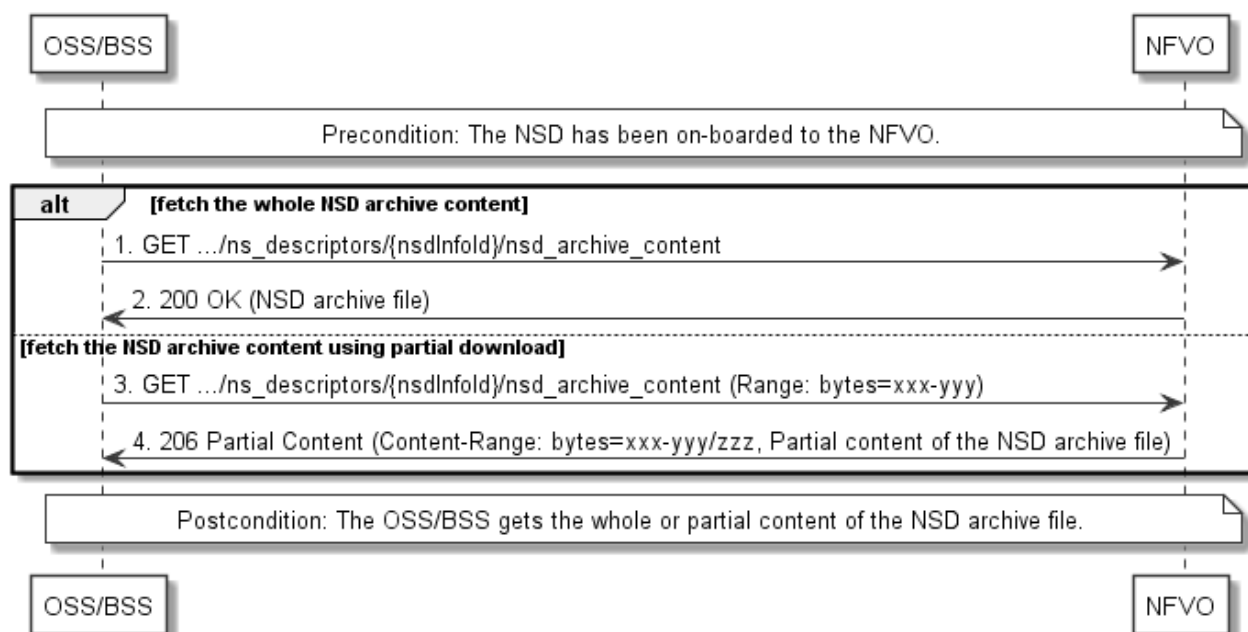 OSS/BSS
NFVO
Precondition: The NSD has been on-boarded to the NFVO.
alt
[fetch the whole NSD archive content]
1. GET .../ns_descriptors/{nsdInfoId}/nsd_archive_content
2. 200 OK (NSD archive file)
[fetch the NSD archive content using partial download]
3. GET .../ns_descriptors/{nsdInfoId}/nsd_archive_content (Range: bytes=xxx-yyy)
4. 206 Partial Content (Content-Range: bytes=xxx-yyy/zzz, Partial content of the NSD archive file)
Postcondition: The OSS/BSS gets the whole or partial content of the NSD archive file.
OSS/BSS
NFVO